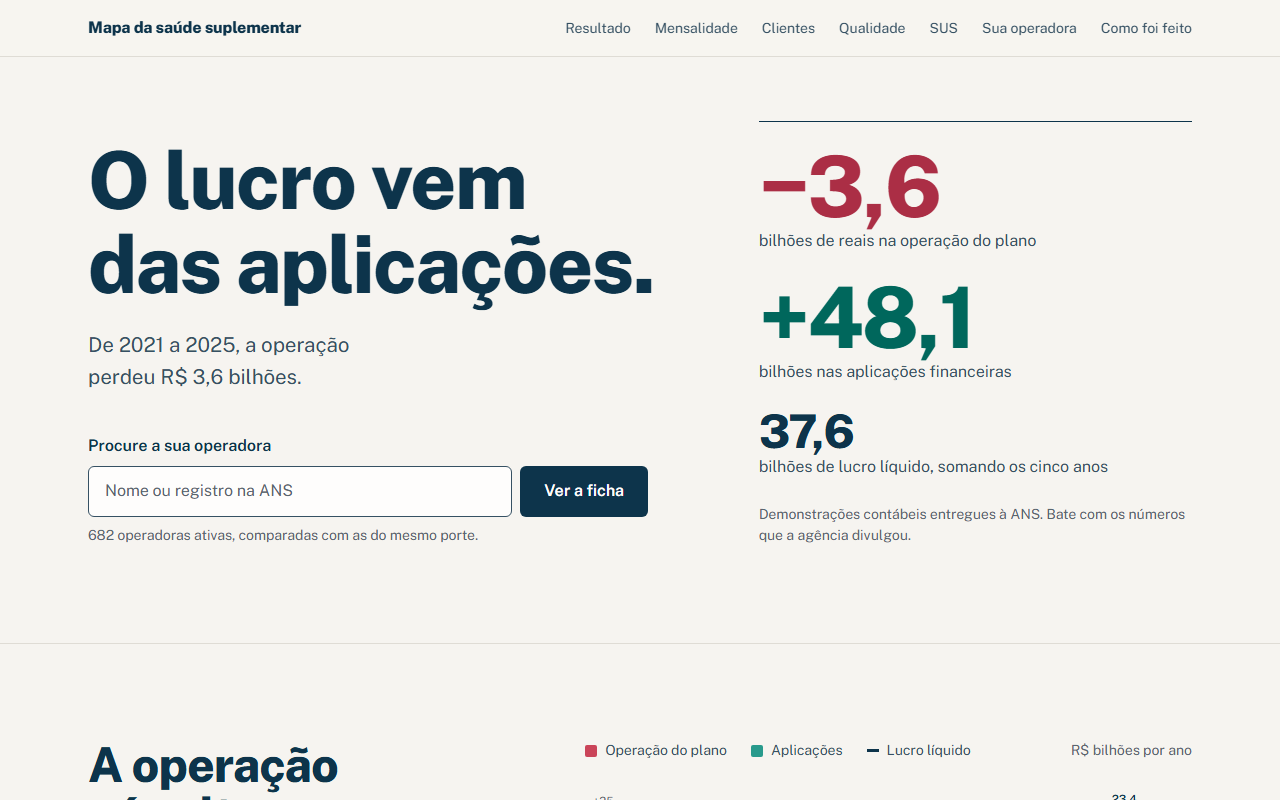 Mapa da saúde suplementar
Resultado
Mensalidade
Clientes
Qualidade
SUS
Sua operadora
Como foi feito
O lucro vem
das aplicações.
De 2021 a 2025, a operação
perdeu R$ 3,6 bilhões.
Procure a sua operadora
Nome ou registro na ANS
Ver a ficha
682 operadoras ativas, comparadas com as do mesmo porte.
−3,6
bilhões de reais na operação do plano
+48,1
bilhões nas aplicações financeiras
37,6
bilhões de lucro líquido, somando os cinco anos
Demonstrações contábeis entregues à ANS. Bate com os números
que a agência divulgou.
A operação
Operação do plano
Aplicações
Lucro líquido
R$ bilhões por ano